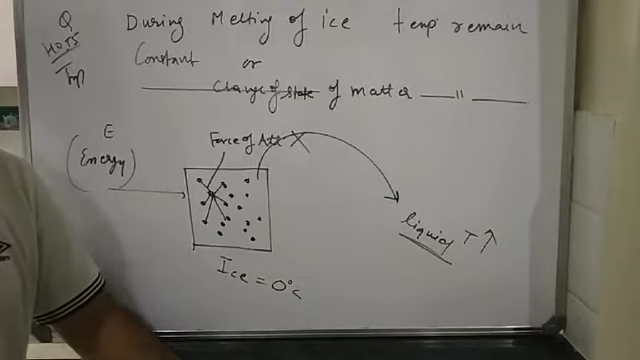 Q During Melting of ice temp remain
HOTS Constant or
Imp Change of state of matter —"—
E
(Energy)
Force of Att
liquid T ↑
Ice = 0°c